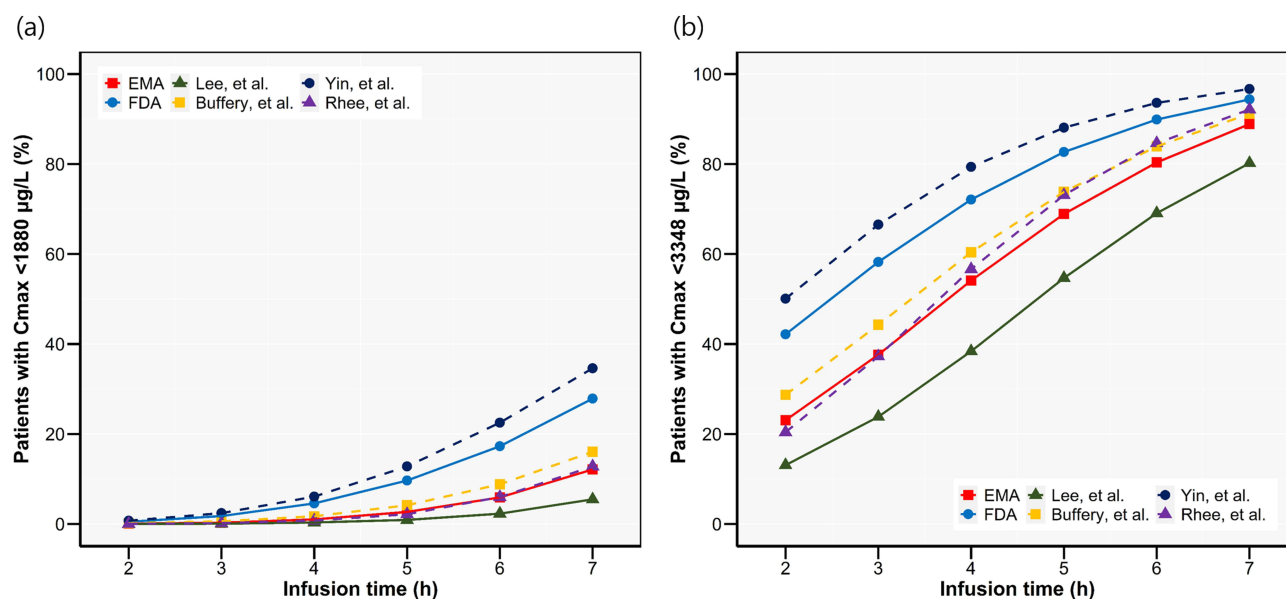 (a)
Patients with Cmax <1880 µg/L (%)
100
80
60
40
20
0
EMA Lee, et al. Yin, et al.
FDA Buffery, et al. Rhee, et al.
2 3 4 5 6 7
Infusion time (h)
(b)
Patients with Cmax <3348 µg/L (%)
100
80
60
40
20
0
EMA Lee, et al. Yin, et al.
FDA Buffery, et al. Rhee, et al.
2 3 4 5 6 7
Infusion time (h)